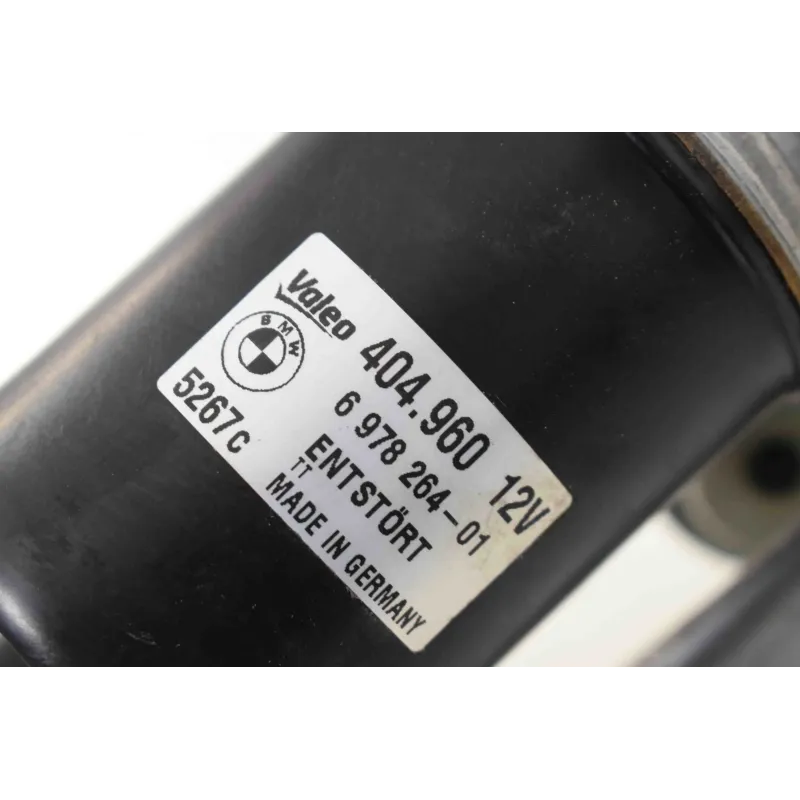 Valeo
BMW
404.960 12V
6 978 264-01
5267c
ENTSTÖRT
TT
MADE IN GERMANY